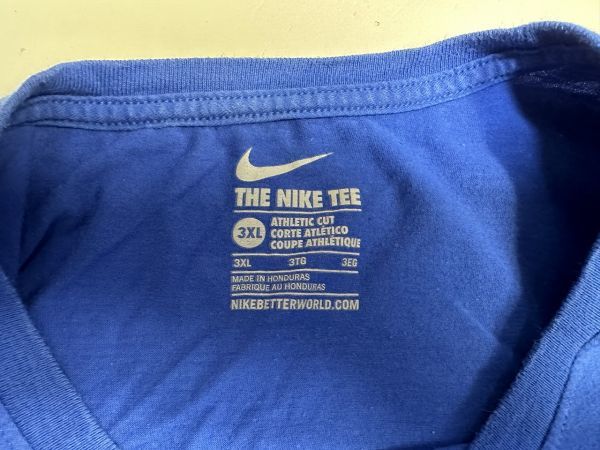 THE NIKE TEE
3XL
ATHLETIC CUT
CORTE ATLÉTICO
COUPE ATHLÉTIQUE
3XL 3TG 3EG
MADE IN HONDURAS
FABRIQUE AU HONDURAS
NIKEBETTERWORLD.COM